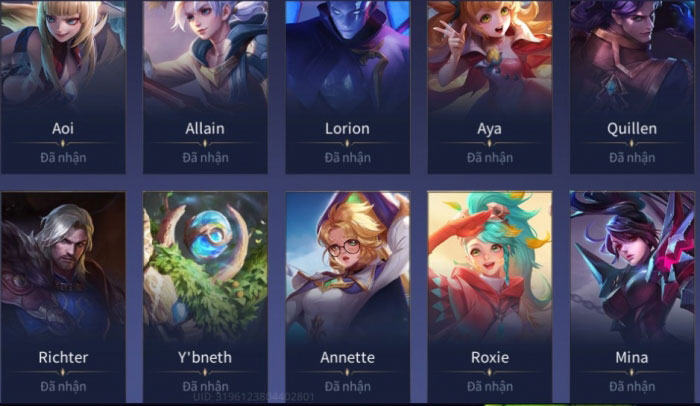 Aoi
Allain
Lorion
Aya
Quillen
Đã nhận
Đã nhận
Đã nhận
Đã nhận
Đã nhận
Richter
Y'bneth
Annette
Roxie
Mina
Đã nhận
Đã nhận
Đã nhận
Đã nhận
Đã nhận
UID: 3196123804402801